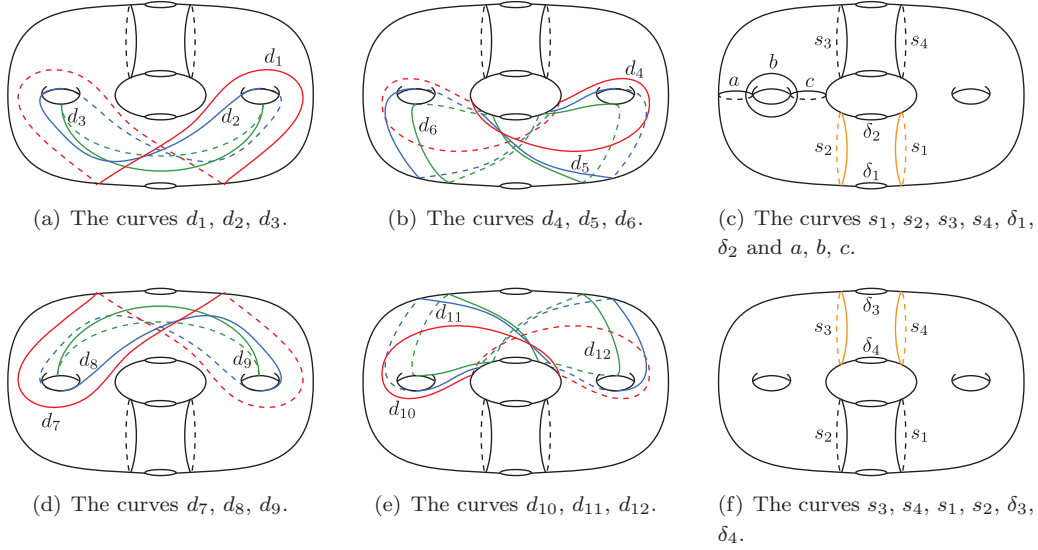 d₁
d₂
d₃
(a) The curves d₁, d₂, d₃.
d₄
d₅
d₆
(b) The curves d₄, d₅, d₆.
s₃
s₄
b
a
c
δ₂
s₂
s₁
δ₁
(c) The curves s₁, s₂, s₃, s₄, δ₁,
δ₂ and a, b, c.
d₈
d₉
d₇
(d) The curves d₇, d₈, d₉.
d₁₁
d₁₂
d₁₀
(e) The curves d₁₀, d₁₁, d₁₂.
δ₃
s₃
s₄
δ₄
s₂
s₁
(f) The curves s₃, s₄, s₁, s₂, δ₃,
δ₄.